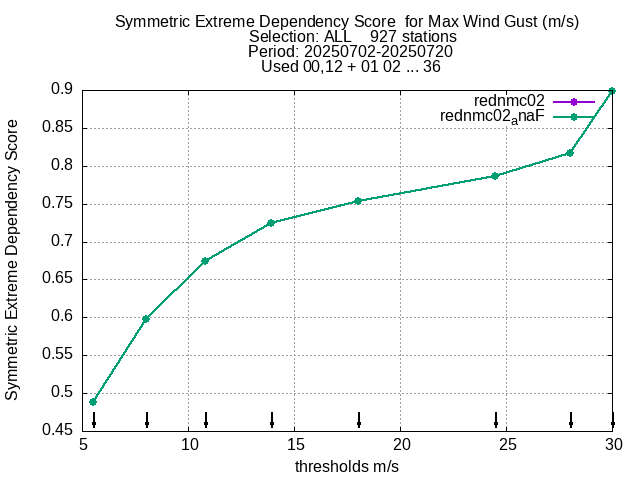 Symmetric Extreme Dependency Score  for Max Wind Gust (m/s)
Selection: ALL    927 stations
Period: 20250702-20250720
Used 00,12 + 01 02 ... 36
rednmc02
rednmc02anaF
Symmetric Extreme Dependency Score
0.9
0.85
0.8
0.75
0.7
0.65
0.6
0.55
0.5
0.45
5 10 15 20 25 30
thresholds m/s